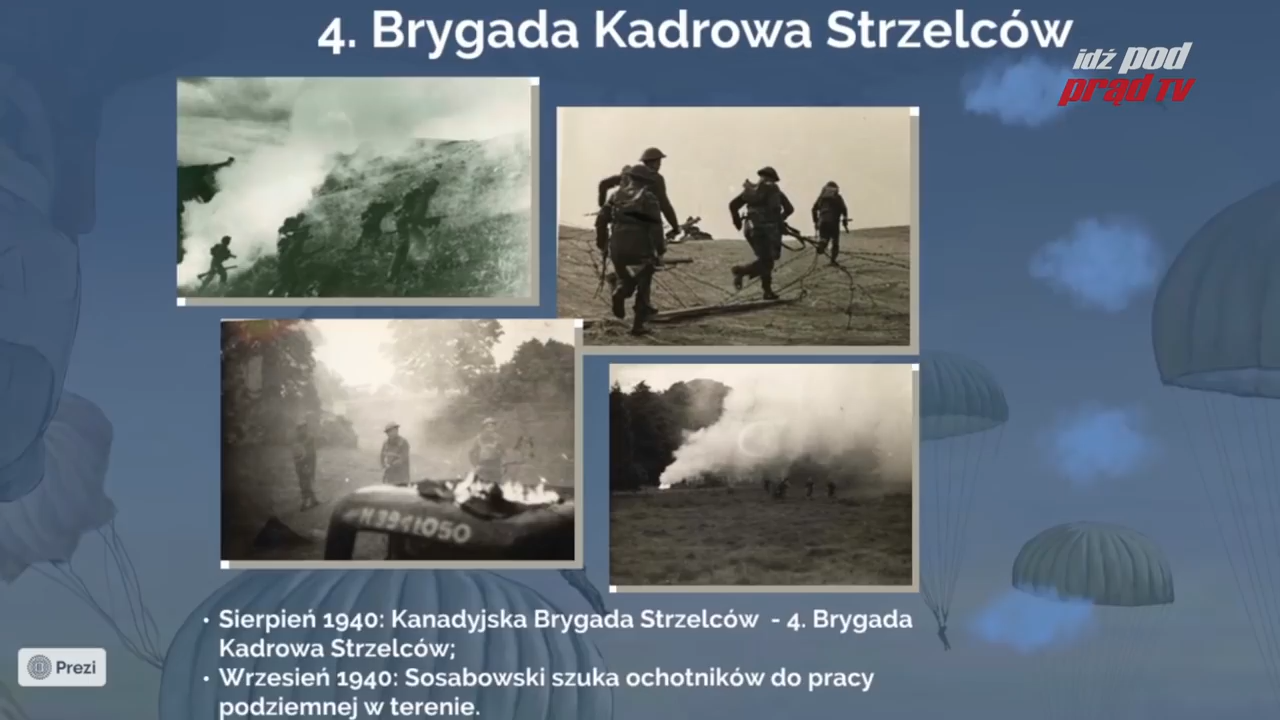 4. Brygada Kadrowa Strzelców
idź pod
prąd TV
M3941050
• Sierpień 1940: Kanadyjska Brygada Strzelców - 4. Brygada
Kadrowa Strzelców;
• Wrzesień 1940: Sosabowski szuka ochotników do pracy
podziemnej w terenie.
Prezi